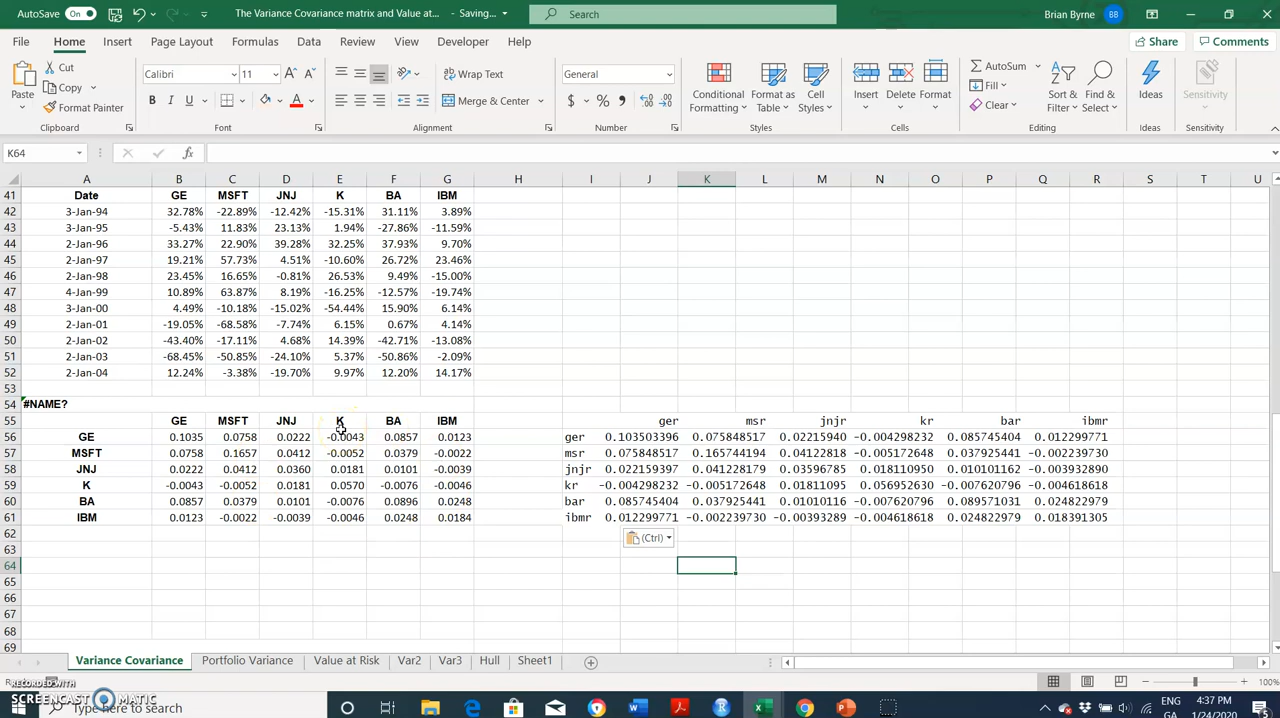 AutoSave On The Variance Covariance matrix and Value at... - Saving... Search Brian Byrne BB
File Home Insert Page Layout Formulas Data Review View Developer Help Share Comments
Paste Cut Copy Format Painter Calibri 11 Wrap Text Merge & Center General Conditional Formatting Format as Table Cell Styles Insert Delete Format AutoSum Fill Clear Sort & Filter Find & Select Ideas Sensitivity
Clipboard Font Alignment Number Styles Cells Editing Ideas Sensitivity
K64
A B C D E F G H I J K L M N O P Q R S T U
41 Date GE MSFT JNJ K BA IBM
42 3-Jan-94 32.78% -22.89% -12.42% -15.31% 31.11% 3.89%
43 3-Jan-95 -5.43% 11.83% 23.13% 1.94% -27.86% -11.59%
44 2-Jan-96 33.27% 22.90% 39.28% 32.25% 37.93% 9.70%
45 2-Jan-97 19.21% 57.73% 4.51% -10.60% 26.72% 23.46%
46 2-Jan-98 23.45% 16.65% -0.81% 26.53% 9.49% -15.00%
47 4-Jan-99 10.89% 63.87% 8.19% -16.25% -12.57% -19.74%
48 3-Jan-00 4.49% -10.18% -15.02% -54.44% 15.90% 6.14%
49 2-Jan-01 -19.05% -68.58% -7.74% 6.15% 0.67% 4.14%
50 2-Jan-02 -43.40% -17.11% 4.68% 14.39% -42.71% -13.08%
51 2-Jan-03 -68.45% -50.85% -24.10% 5.37% -50.86% -2.09%
52 2-Jan-04 12.24% -3.38% -19.70% 9.97% 12.20% 14.17%
53
54 #NAME?
55 GE MSFT JNJ K BA IBM ger msr jnjr kr bar ibmr
56 GE 0.1035 0.0758 0.0222 -0.0043 0.0857 0.0123 ger 0.103503396 0.075848517 0.02215940 -0.004298232 0.085745404 0.012299771
57 MSFT 0.0758 0.1657 0.0412 -0.0052 0.0379 -0.0022 msr 0.075848517 0.165744194 0.04122818 -0.005172648 0.037925441 -0.002239730
58 JNJ 0.0222 0.0412 0.0360 0.0181 0.0101 -0.0039 jnjr 0.022159397 0.041228179 0.03596785 0.018110950 0.010101162 -0.003932890
59 K -0.0043 -0.0052 0.0181 0.0570 -0.0076 -0.0046 kr -0.004298232 -0.005172648 0.01811095 0.056952630 -0.007620796 -0.004618618
60 BA 0.0857 0.0379 0.0101 -0.0076 0.0896 0.0248 bar 0.085745404 0.037925441 0.01010116 -0.007620796 0.089571031 0.024822979
61 IBM 0.0123 -0.0022 -0.0039 -0.0046 0.0248 0.0184 ibmr 0.012299771 -0.002239730 -0.00393289 -0.004618618 0.024822979 0.018391305
62 (Ctrl)
63
64
65
66
67
68
69
Variance Covariance Portfolio Variance Value at Risk Var2 Var3 Hull Sheet1
RECORDED WITH 100%
SCREENCAST MATIC Type here to search ENG 4:37 PM
GA 1/24/2020 5